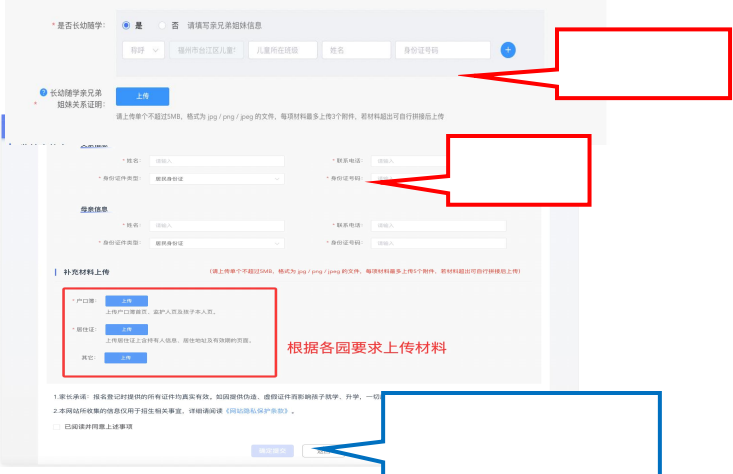 * 是否长幼随学: 是 否 请填写亲兄弟姐妹信息
称呼 福州市台江区儿童! 儿童所在班级 姓名 身份证号码
长幼随学亲兄弟
* 姐妹关系证明: 上传
请上传单个不超过5MB、格式为 jpg / png / jpeg 的文件，每项材料最多上传3个附件，若材料超出可自行拼接后上传
* 姓名: 请输入 * 联系电话: 请输入
* 身份证件类型: 居民身份证 * 身份证号码:
母亲信息
* 姓名: 请输入 * 联系电话: 请输入
* 身份证件类型: 居民身份证 * 身份证号码: 请输入
补充材料上传 (请上传单个不超过5MB、格式为 jpg / png / jpeg 的文件，每项材料最多上传5个附件，若材料超出可自行拼接后上传)
* 户口簿: 上传
上传户口簿首页、监护人页及孩子本人页。
* 居住证: 上传
上传居住证上含持有人信息、居住地址及有效期的页面。
其它: 上传
根据各园要求上传材料
1.家长承诺：报名登记时提供的所有证件均真实有效。如因提供伪造、虚假证件而影响孩子就学、升学，一切
2.本网站所收集的信息仅用于招生相关事宜，详细请阅读《网站隐私保护条款》。
已阅读并同意上述事项
确定提交